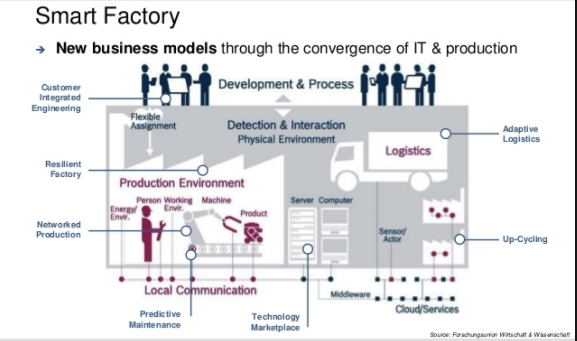 Smart Factory
→ New business models through the convergence of IT & production
Customer
Integrated
Engineering
Development & Process
Flexible
Assignment
Detection & Interaction
Physical Environment
Adaptive
Logistics
Logistics
Resilient
Factory
Production Environment
Energy/
Envir.
Person
Working
Envir.
Machine
Product
Server
Computer
Networked
Production
Sensor/
Actor
Up-Cycling
Local Communication
Middleware
Cloud/Services
Predictive
Maintenance
Technology
Marketplace
Source: Forschungsunion Wirtschaft & Wissenschaft